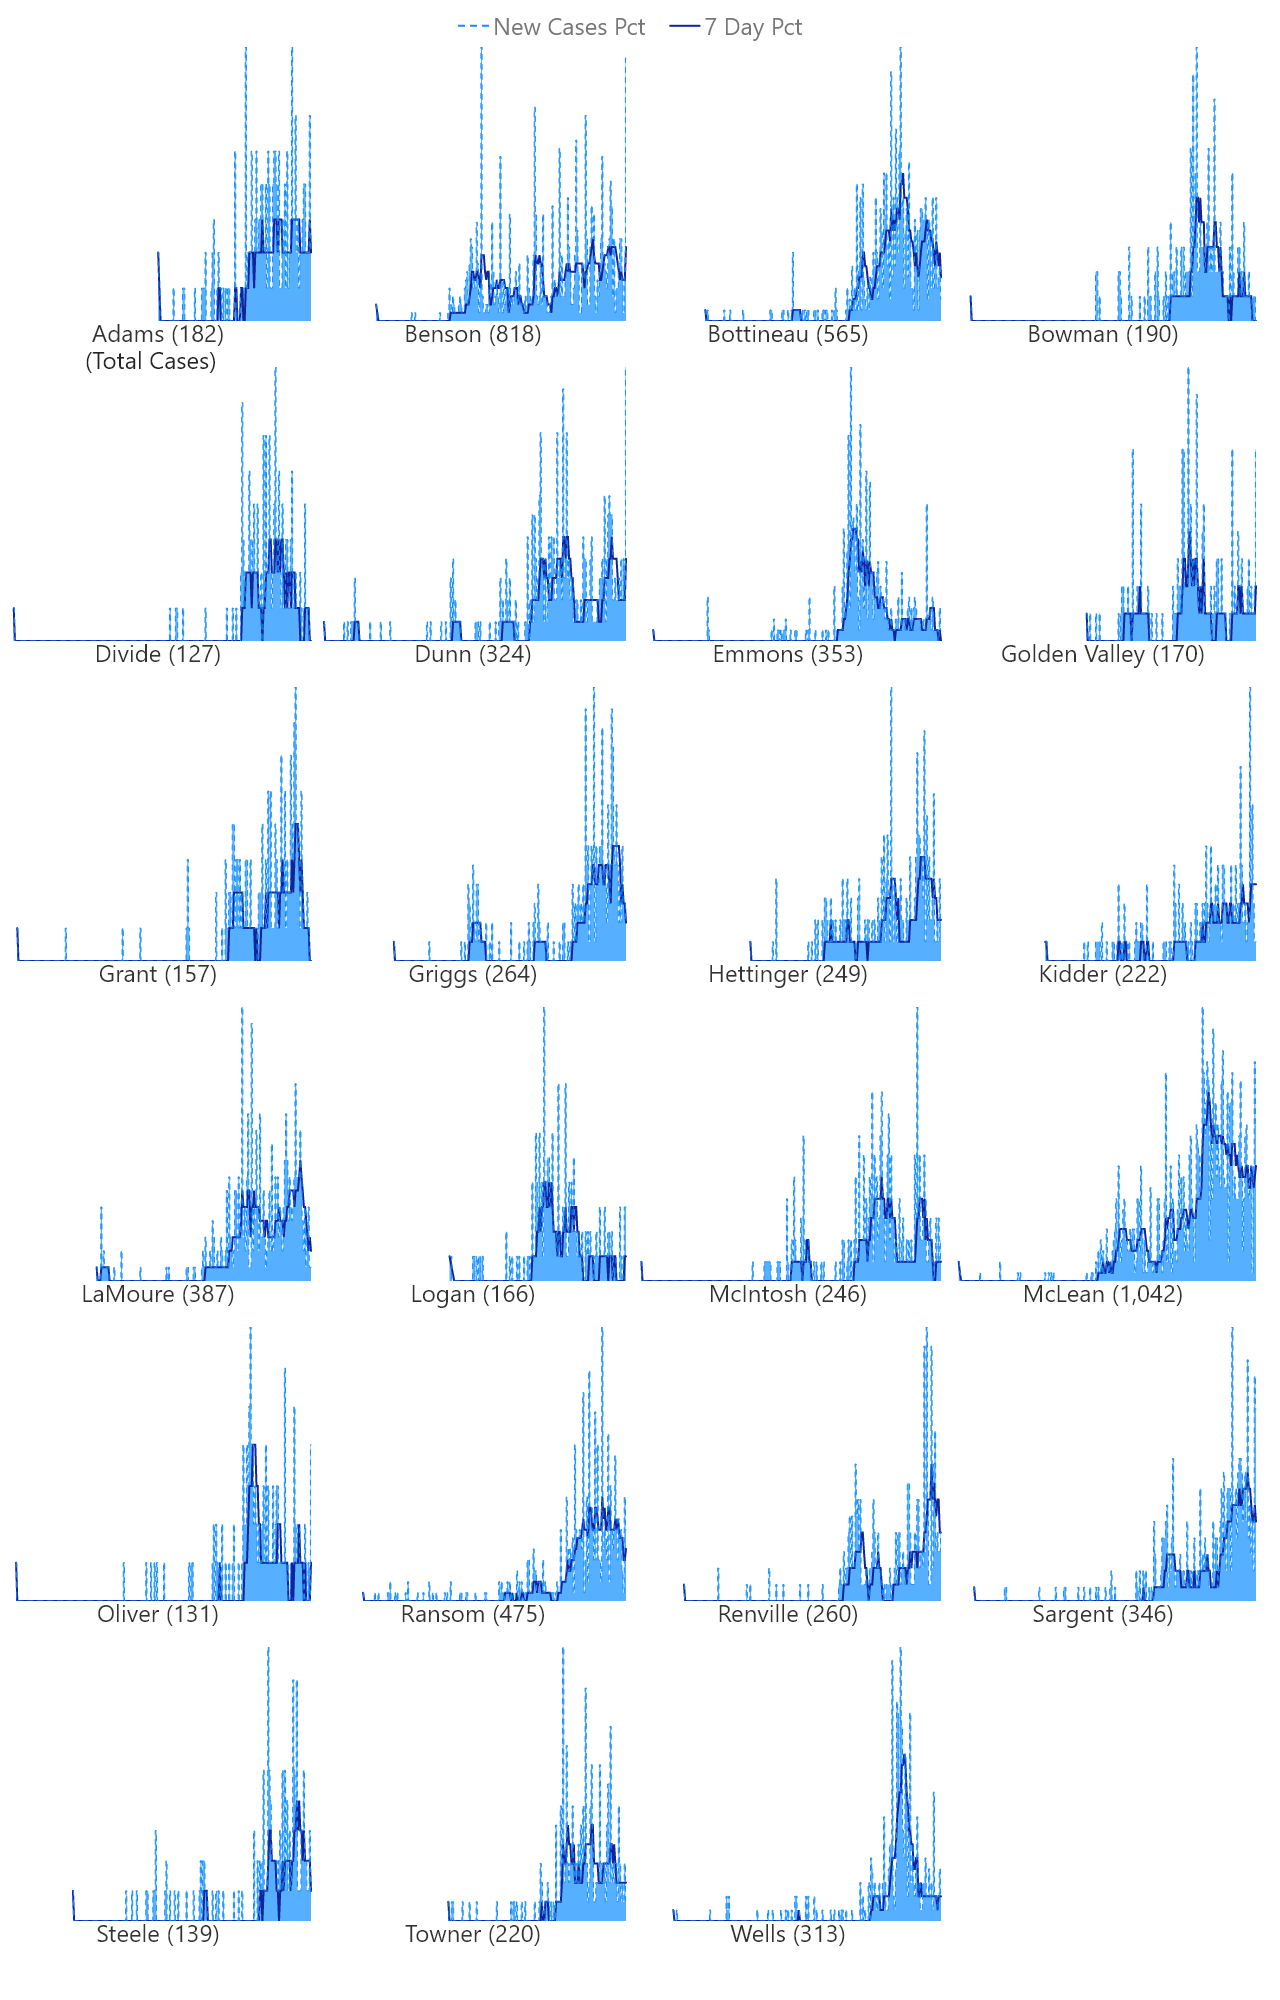 New Cases Pct 7 Day Pct
Adams (182) Benson (818) Bottineau (565) Bowman (190)
(Total Cases)
Divide (127) Dunn (324) Emmons (353) Golden Valley (170)
Grant (157) Griggs (264) Hettinger (249) Kidder (222)
LaMoure (387) Logan (166) McIntosh (246) McLean (1,042)
Oliver (131) Ransom (475) Renville (260) Sargent (346)
Steele (139) Towner (220) Wells (313)